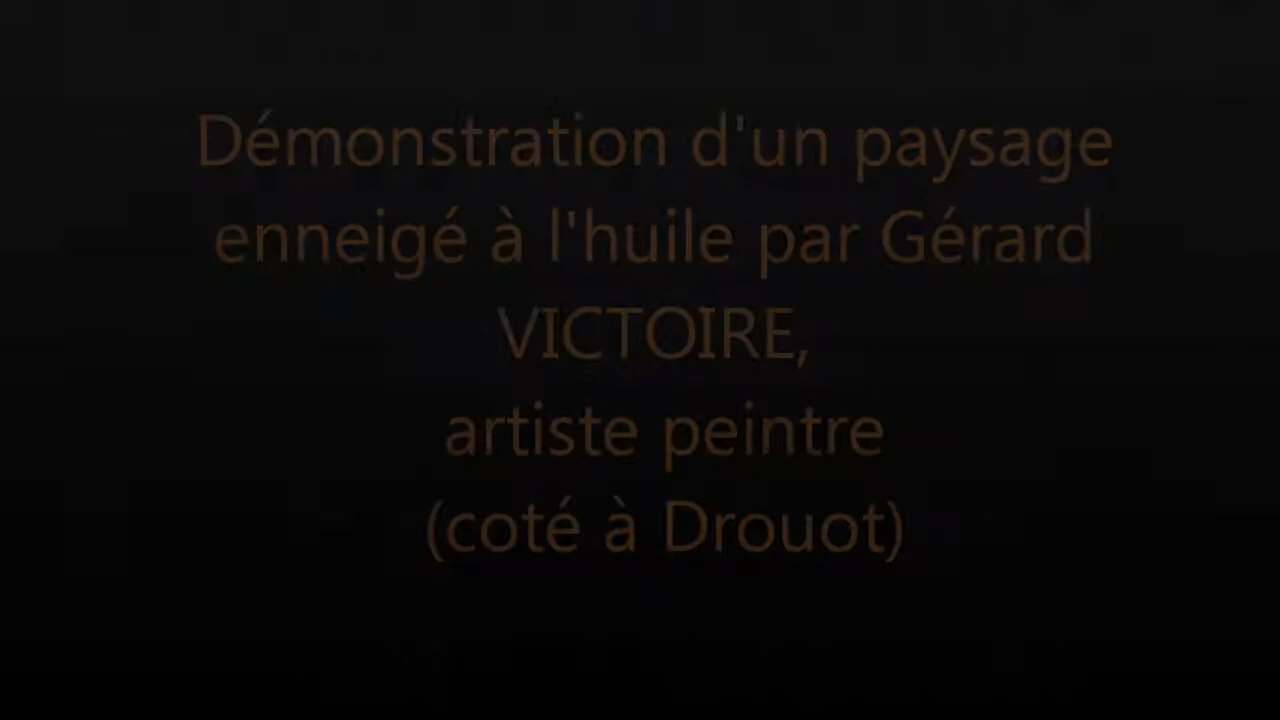 Démonstration d'un paysage
enneigé à l'huile par Gérard
VICTOIRE,
artiste peintre
(coté à Drouot)